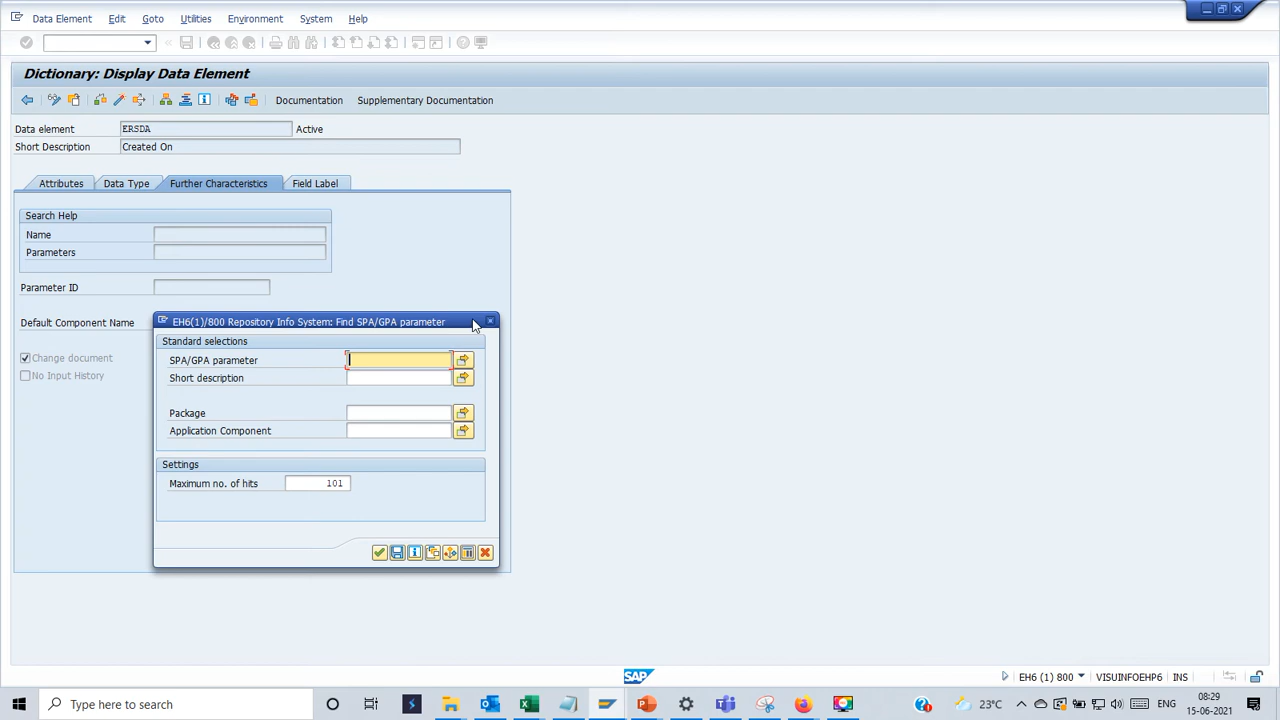 Data Element Edit Goto Utilities Environment System Help
Dictionary: Display Data Element
Documentation Supplementary Documentation
Data element ERSDA Active
Short Description Created On
Attributes Data Type Further Characteristics Field Label
Search Help
Name
Parameters
Parameter ID
Default Component Name
Change document
No Input History
EH6(1)/800 Repository Info System: Find SPA/GPA parameter
Standard selections
SPA/GPA parameter
Short description
Package
Application Component
Settings
Maximum no. of hits 101
SAP
EH6 (1) 800 VISUINFOEHP6 INS
Type here to search
23°C ENG 08:29
15-06-2021